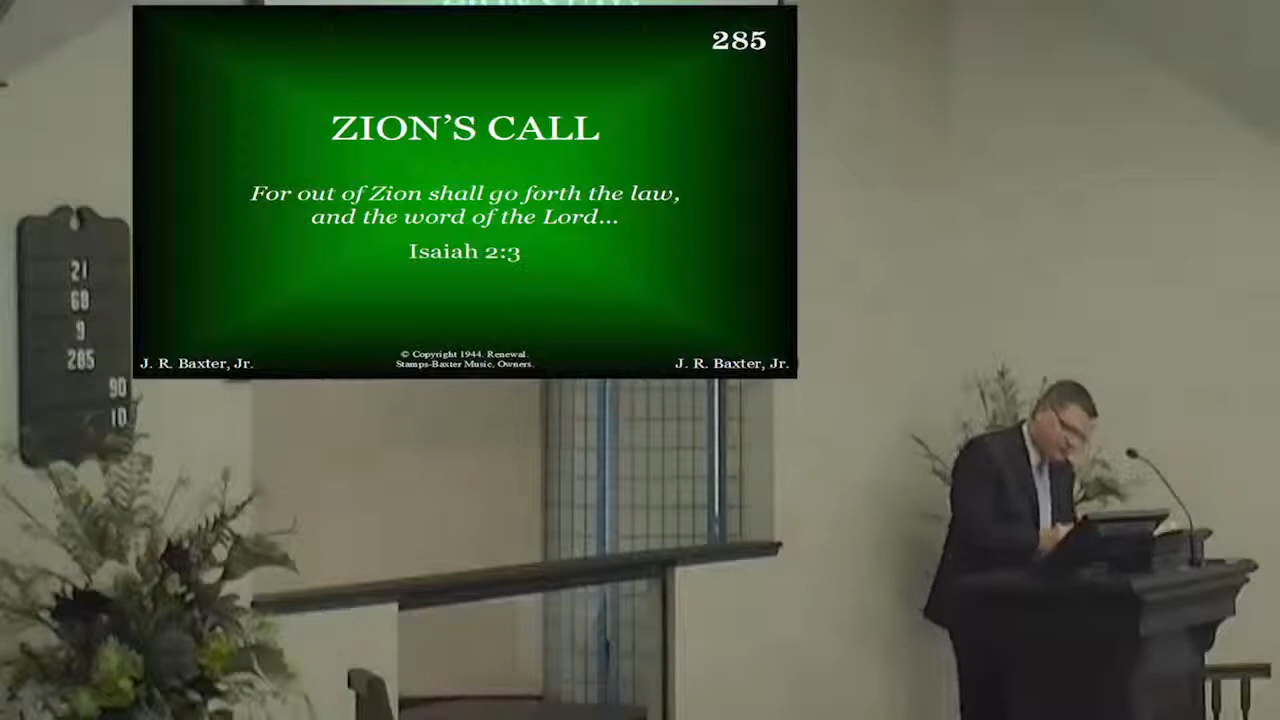 285
ZION'S CALL
For out of Zion shall go forth the law,
and the word of the Lord...
Isaiah 2:3
J. R. Baxter, Jr.
© Copyright 1944. Renewal.
Stamps-Baxter Music, Owners.
J. R. Baxter, Jr.
21
60
9
285
90
10